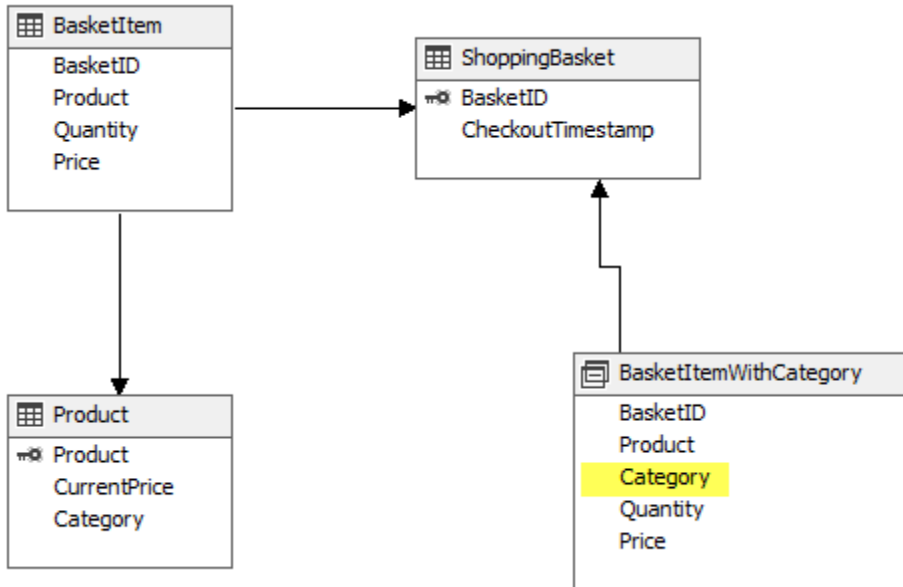 BasketItem
BasketID
Product
Quantity
Price
ShoppingBasket
BasketID
CheckoutTimestamp
Product
Product
CurrentPrice
Category
BasketItemWithCategory
BasketID
Product
Category
Quantity
Price